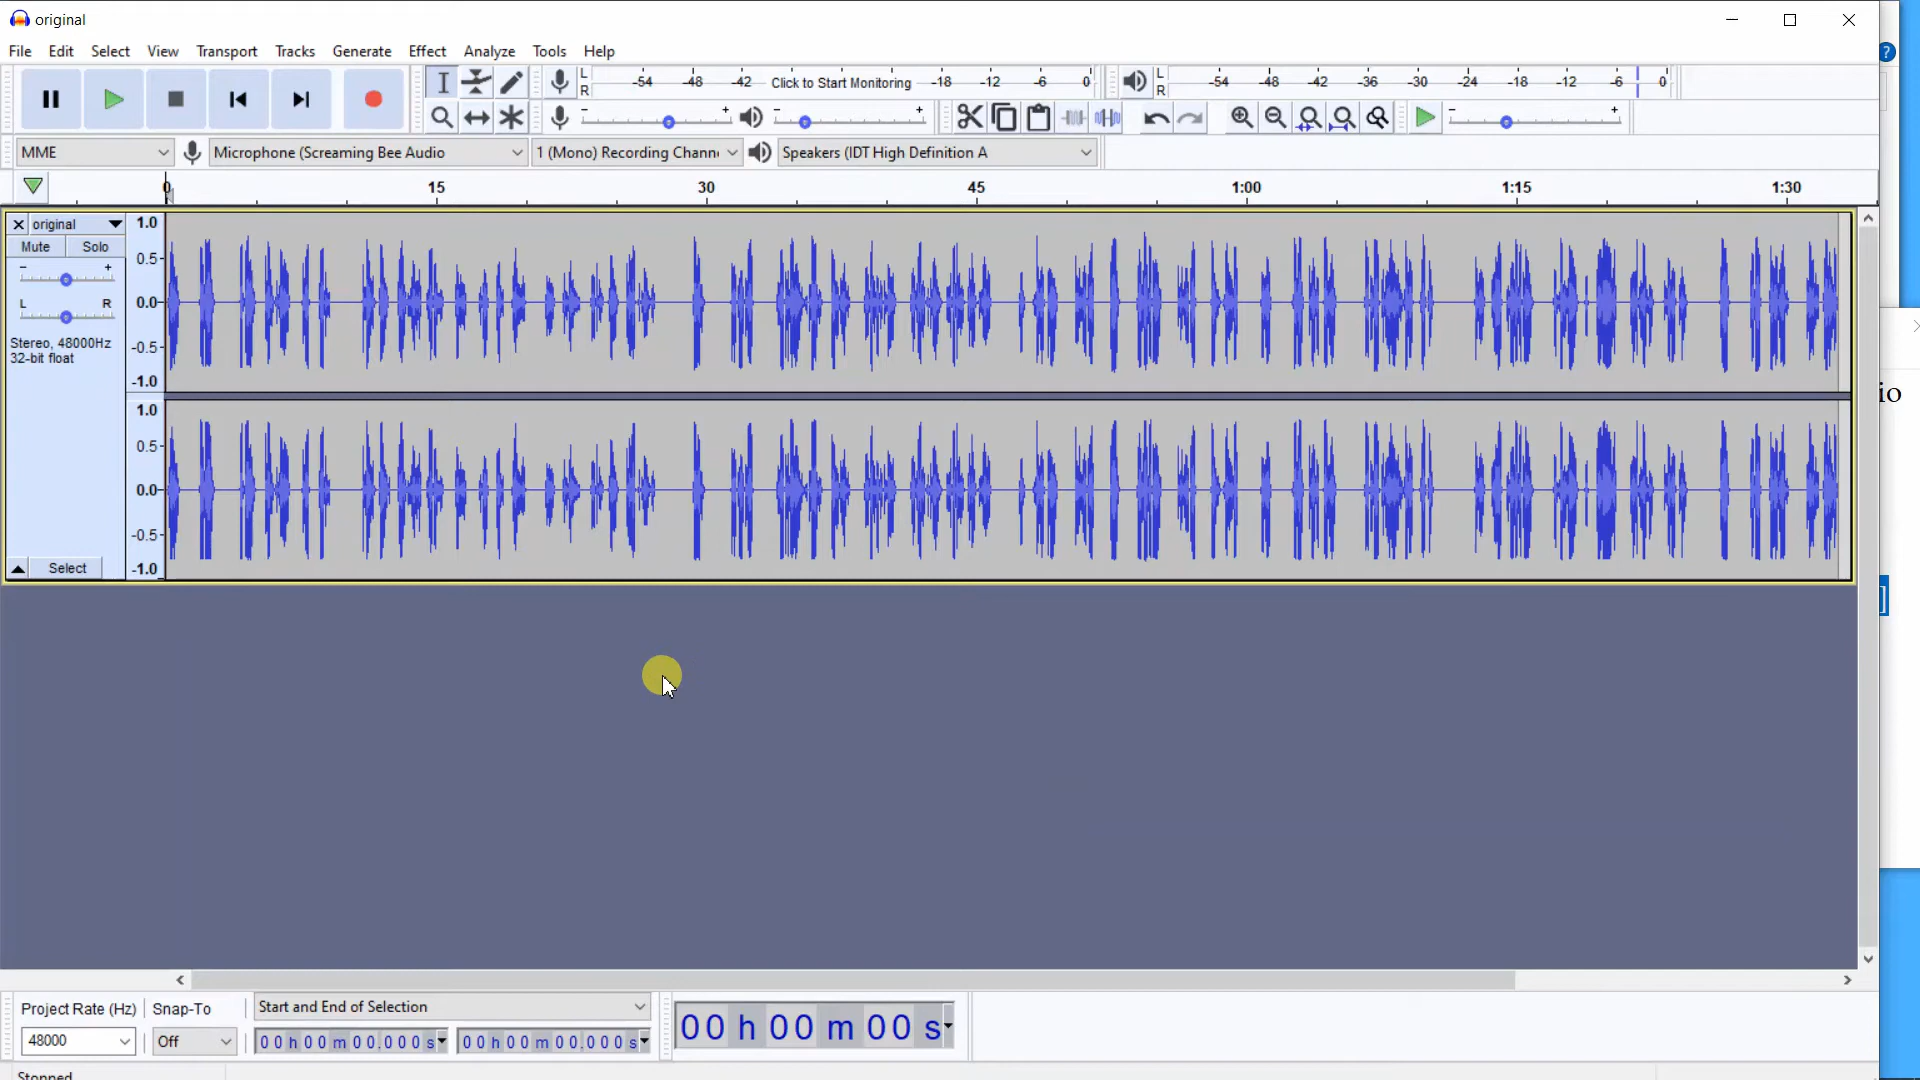 original
File Edit Select View Transport Tracks Generate Effect Analyze Tools Help
L R -54 -48 -42 Click to Start Monitoring -18 -12 -6 0
L R -54 -48 -42 -36 -30 -24 -18 -12 -6 0
- + - + - +
MME Microphone (Screaming Bee Audio 1 (Mono) Recording Chann Speakers (IDT High Definition A
0 15 30 45 1:00 1:15 1:30
original
Mute Solo
- +
L R
Stereo, 48000Hz
32-bit float
Select
1.0
0.5
0.0
-0.5
-1.0
1.0
0.5
0.0
-0.5
-1.0
io
Project Rate (Hz) Snap-To Start and End of Selection
48000 Off 00 h 00 m 00.000 s 00 h 00 m 00.000 s
00 h 00 m 00 s
Stopped